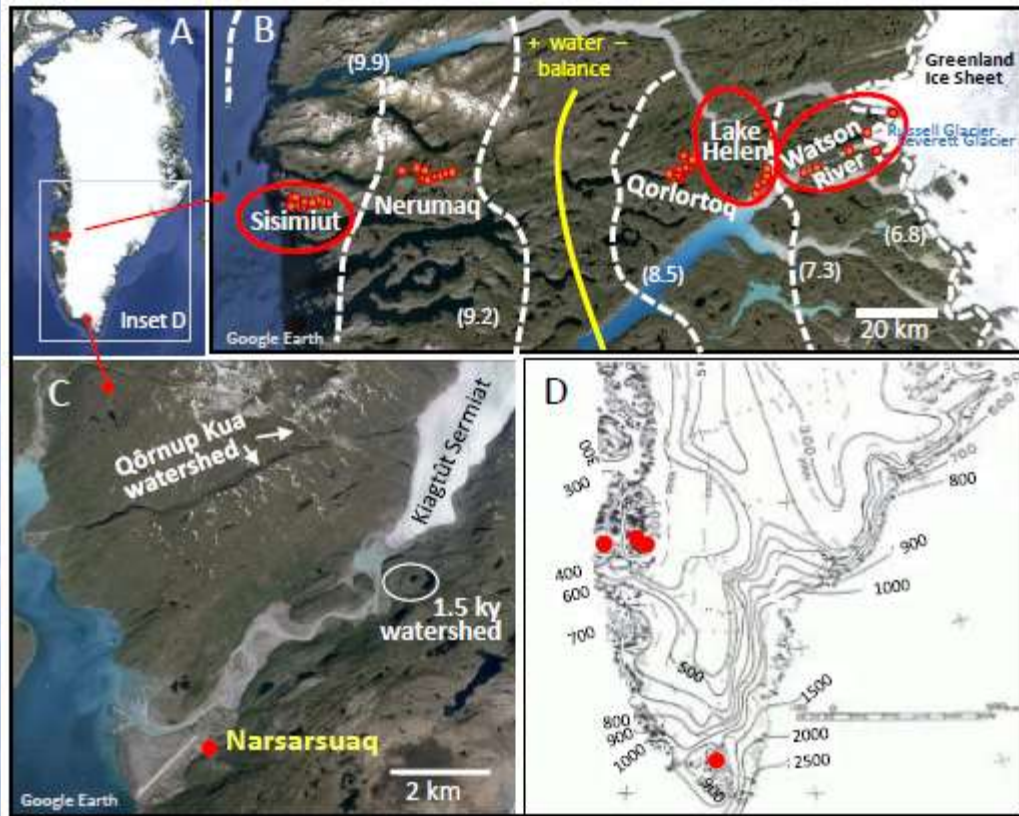 A
Inset D
B
(9.9)
+ water −
balance
Greenland
Ice Sheet
Lake
Helen
Watson
River
Russell Glacier
Leverett Glacier
Sisimiut
Nerumaq
Qorlortoq
(6.8)
(8.5)
(7.3)
(9.2)
20 km
Google Earth
C
Qôrnup Kua
watershed
Kiagtût Sermiat
1.5 ky
watershed
Narsarsuaq
2 km
Google Earth
D
300
300
300
400
600
700
500
800
900
1000
600
700
800
900
1000
1500
2000
2500
900